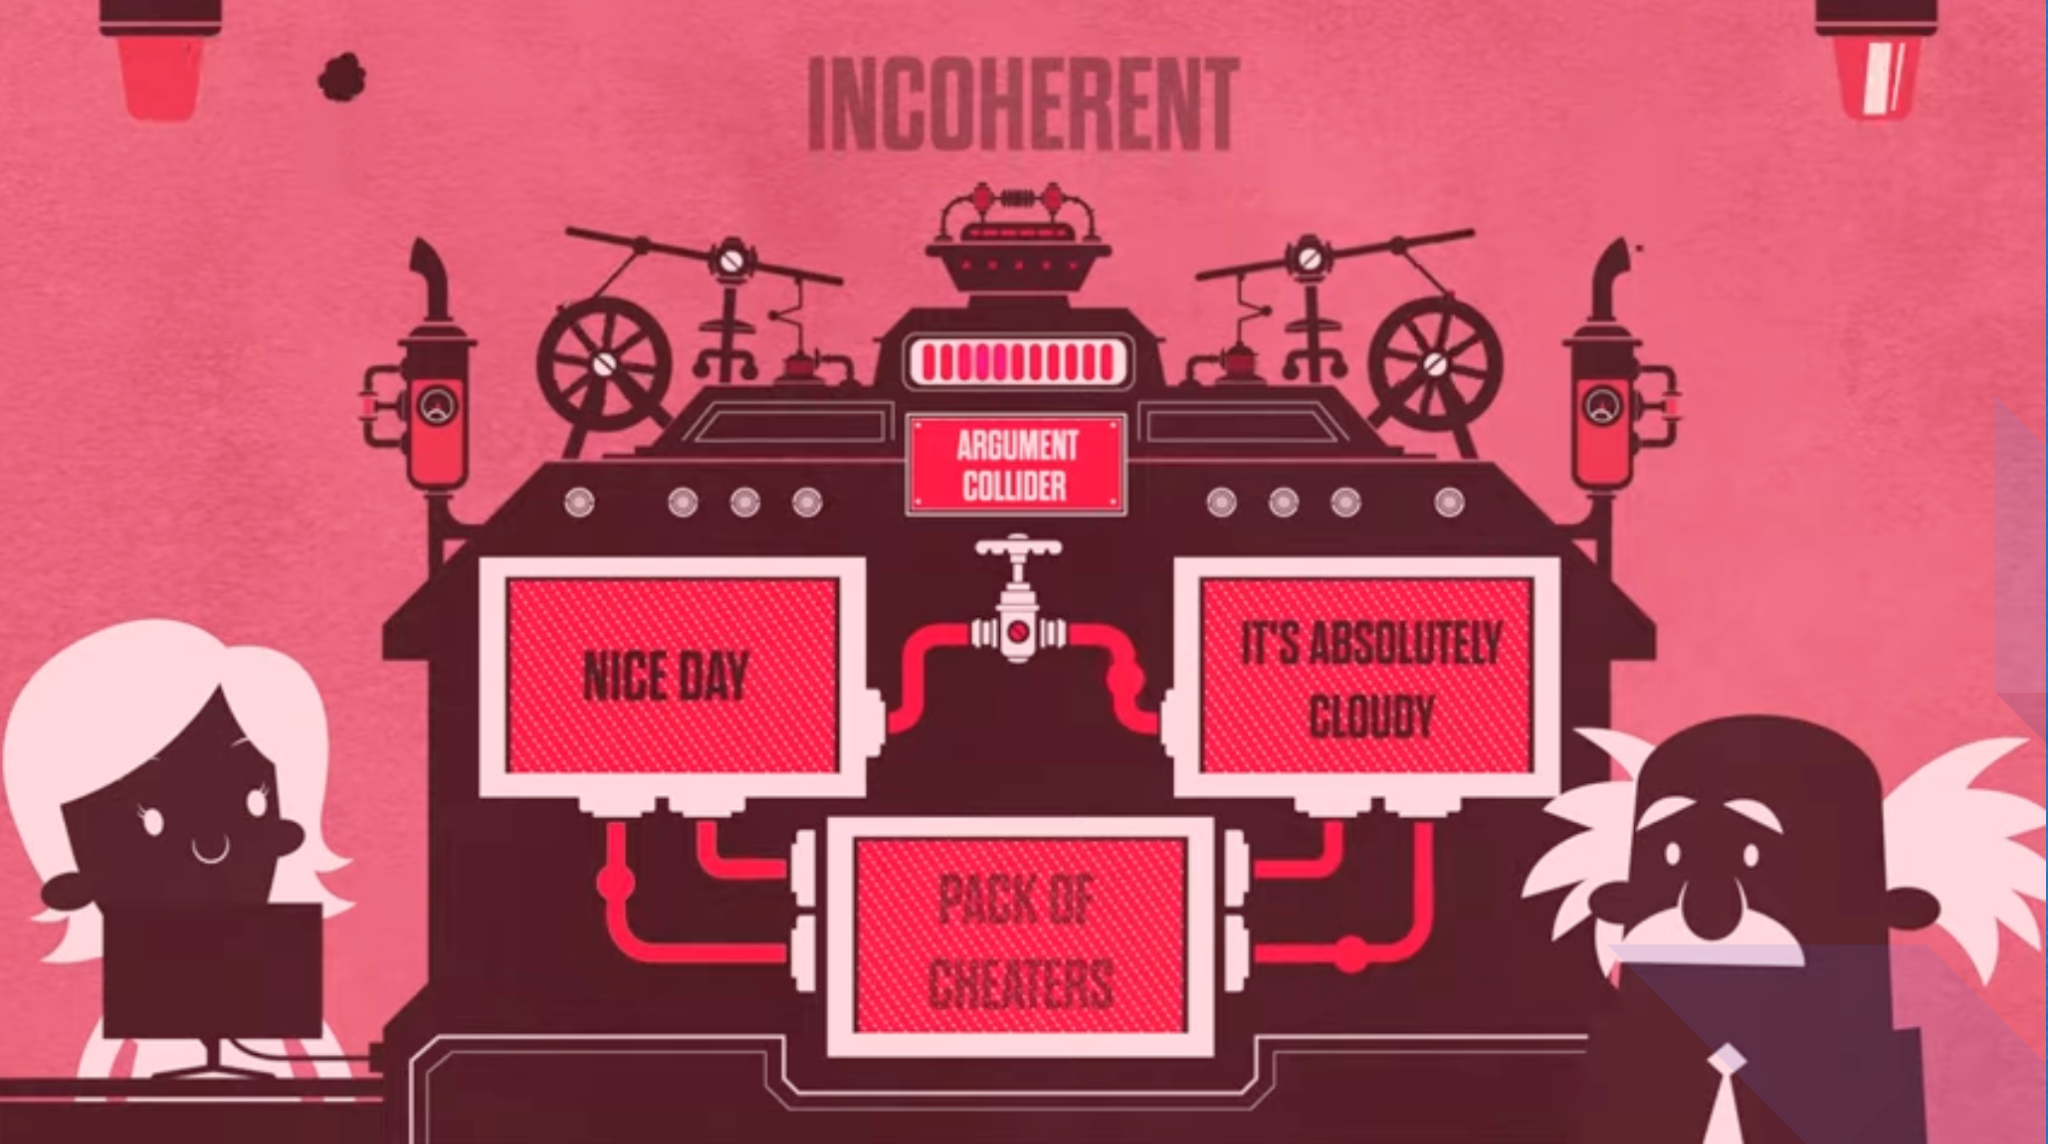 INCOHERENT
ARGUMENT
COLLIDER
NICE DAY
IT'S ABSOLUTELY
CLOUDY
PACK OF
CHEATERS